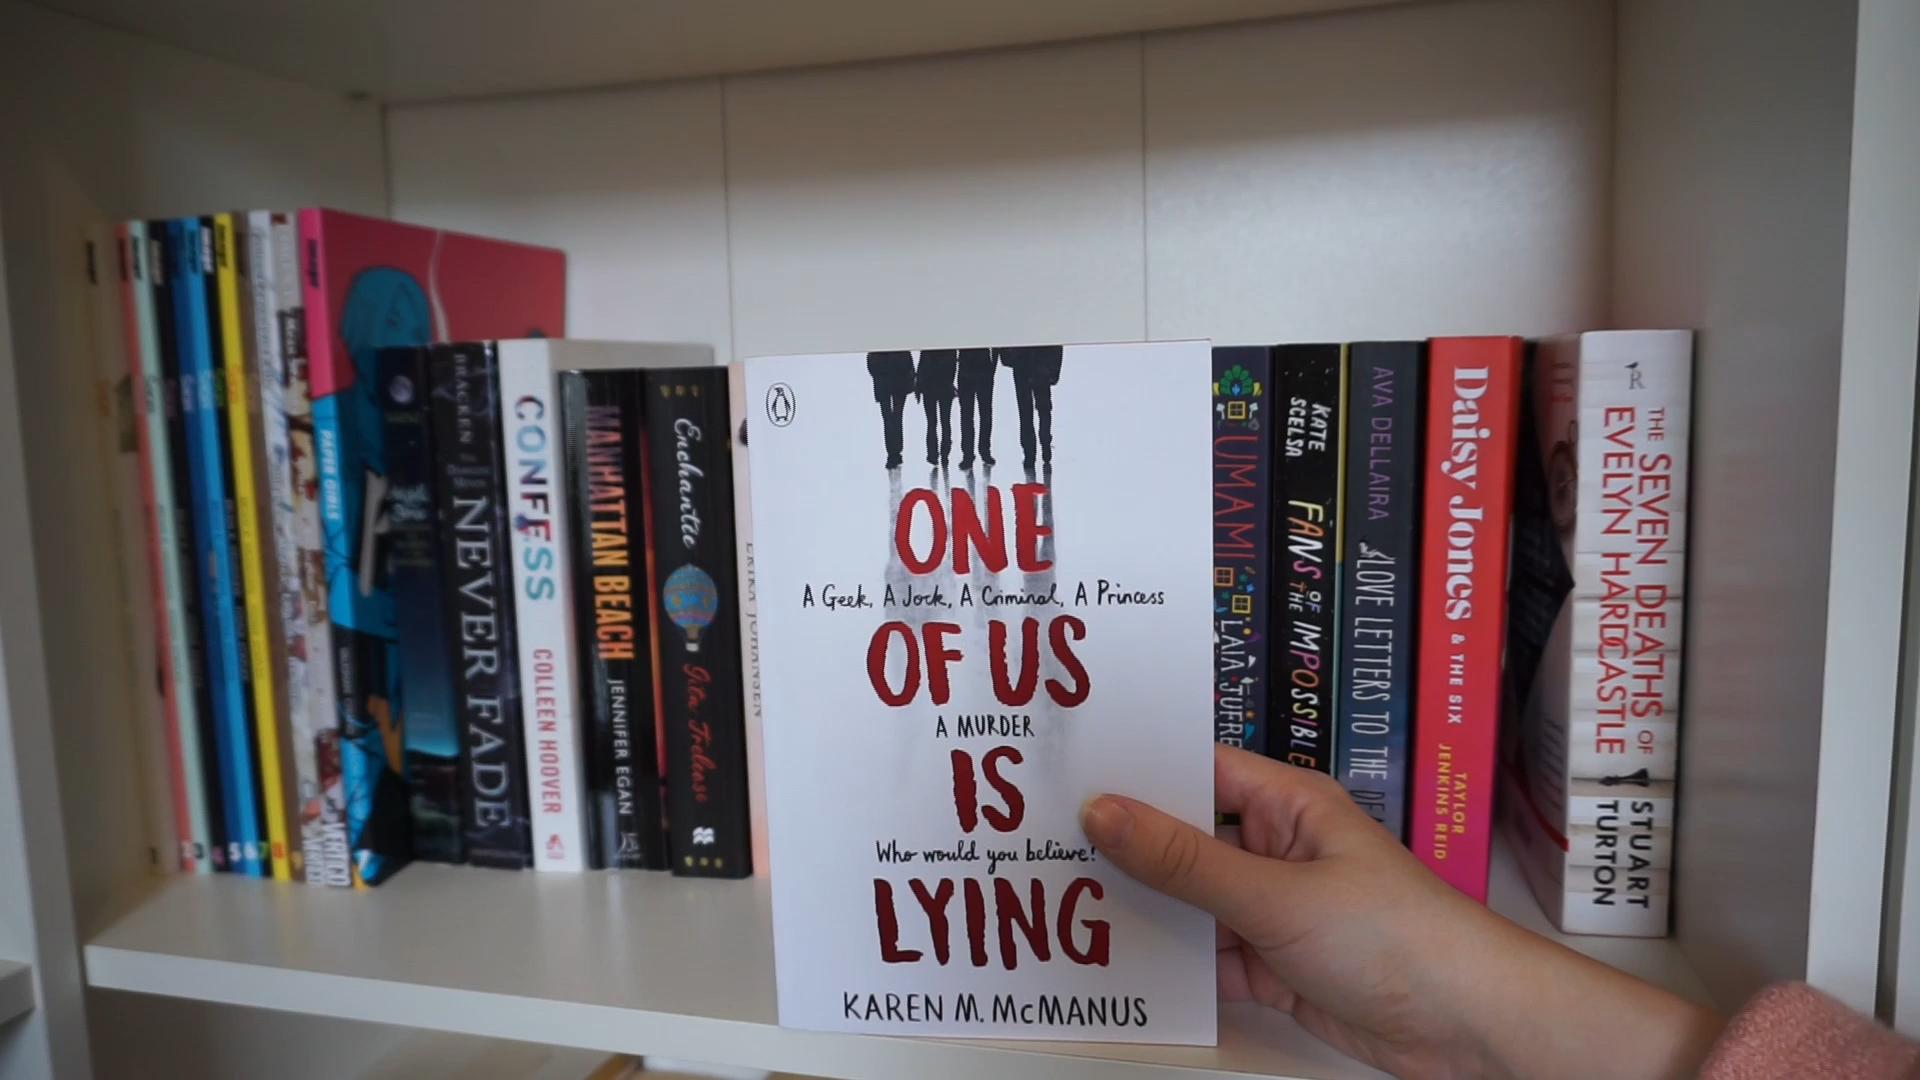 PAPER GIRLS
BRACKEN
NEVER FADE
CONFESS
COLLEEN HOOVER
MANHATTAN BEACH
JENNIFER EGAN
Enchantée
Gita Trelease
ERIKA JOHANSEN
ONE
A Geek, A Jock, A Criminal, A Princess
OF US
A MURDER
IS
Who would you believe?
LYING
KAREN M. McMANUS
UMAMI
LAIA JUFRE
KATE SCELSA
FANS OF THE IMPOSSIBLE
AVA DELLAIRA
LOVE LETTERS TO THE DEA
Daisy Jones & THE SIX
TAYLOR JENKINS REID
THE SEVEN DEATHS OF
EVELYN HARDCASTLE
STUART TURTON